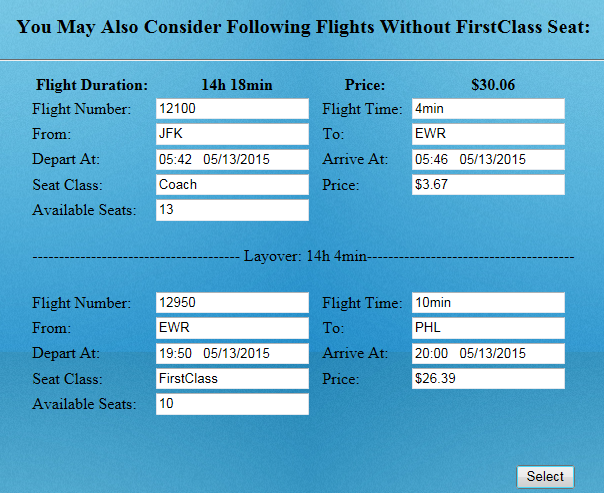 You May Also Consider Following Flights Without FirstClass Seat:
Flight Duration: 14h 18min Price: $30.06
Flight Number: 12100 Flight Time: 4min
From: JFK To: EWR
Depart At: 05:42 05/13/2015 Arrive At: 05:46 05/13/2015
Seat Class: Coach Price: $3.67
Available Seats: 13
---------------------------------------- Layover: 14h 4min----------------------------------------
Flight Number: 12950 Flight Time: 10min
From: EWR To: PHL
Depart At: 19:50 05/13/2015 Arrive At: 20:00 05/13/2015
Seat Class: FirstClass Price: $26.39
Available Seats: 10
Select